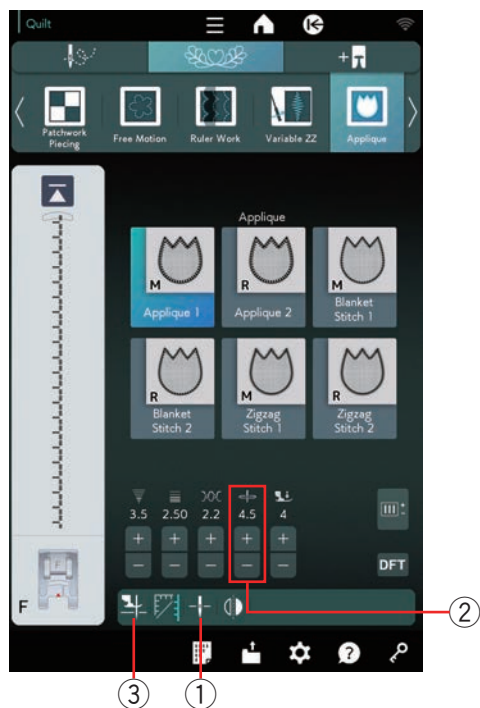 Quilt
Patchwork
Piecing
Free Motion
Ruler Work
Variable ZZ
Applique
Applique
M
Applique 1
R
Applique 2
M
Blanket
Stitch 1
R
Blanket
Stitch 2
M
Zigzag
Stitch 1
R
Zigzag
Stitch 2
3.5 2.50 2.2 4.5 4
+ + + + +
− − − − −
DFT
F
F
?
②
③ ①